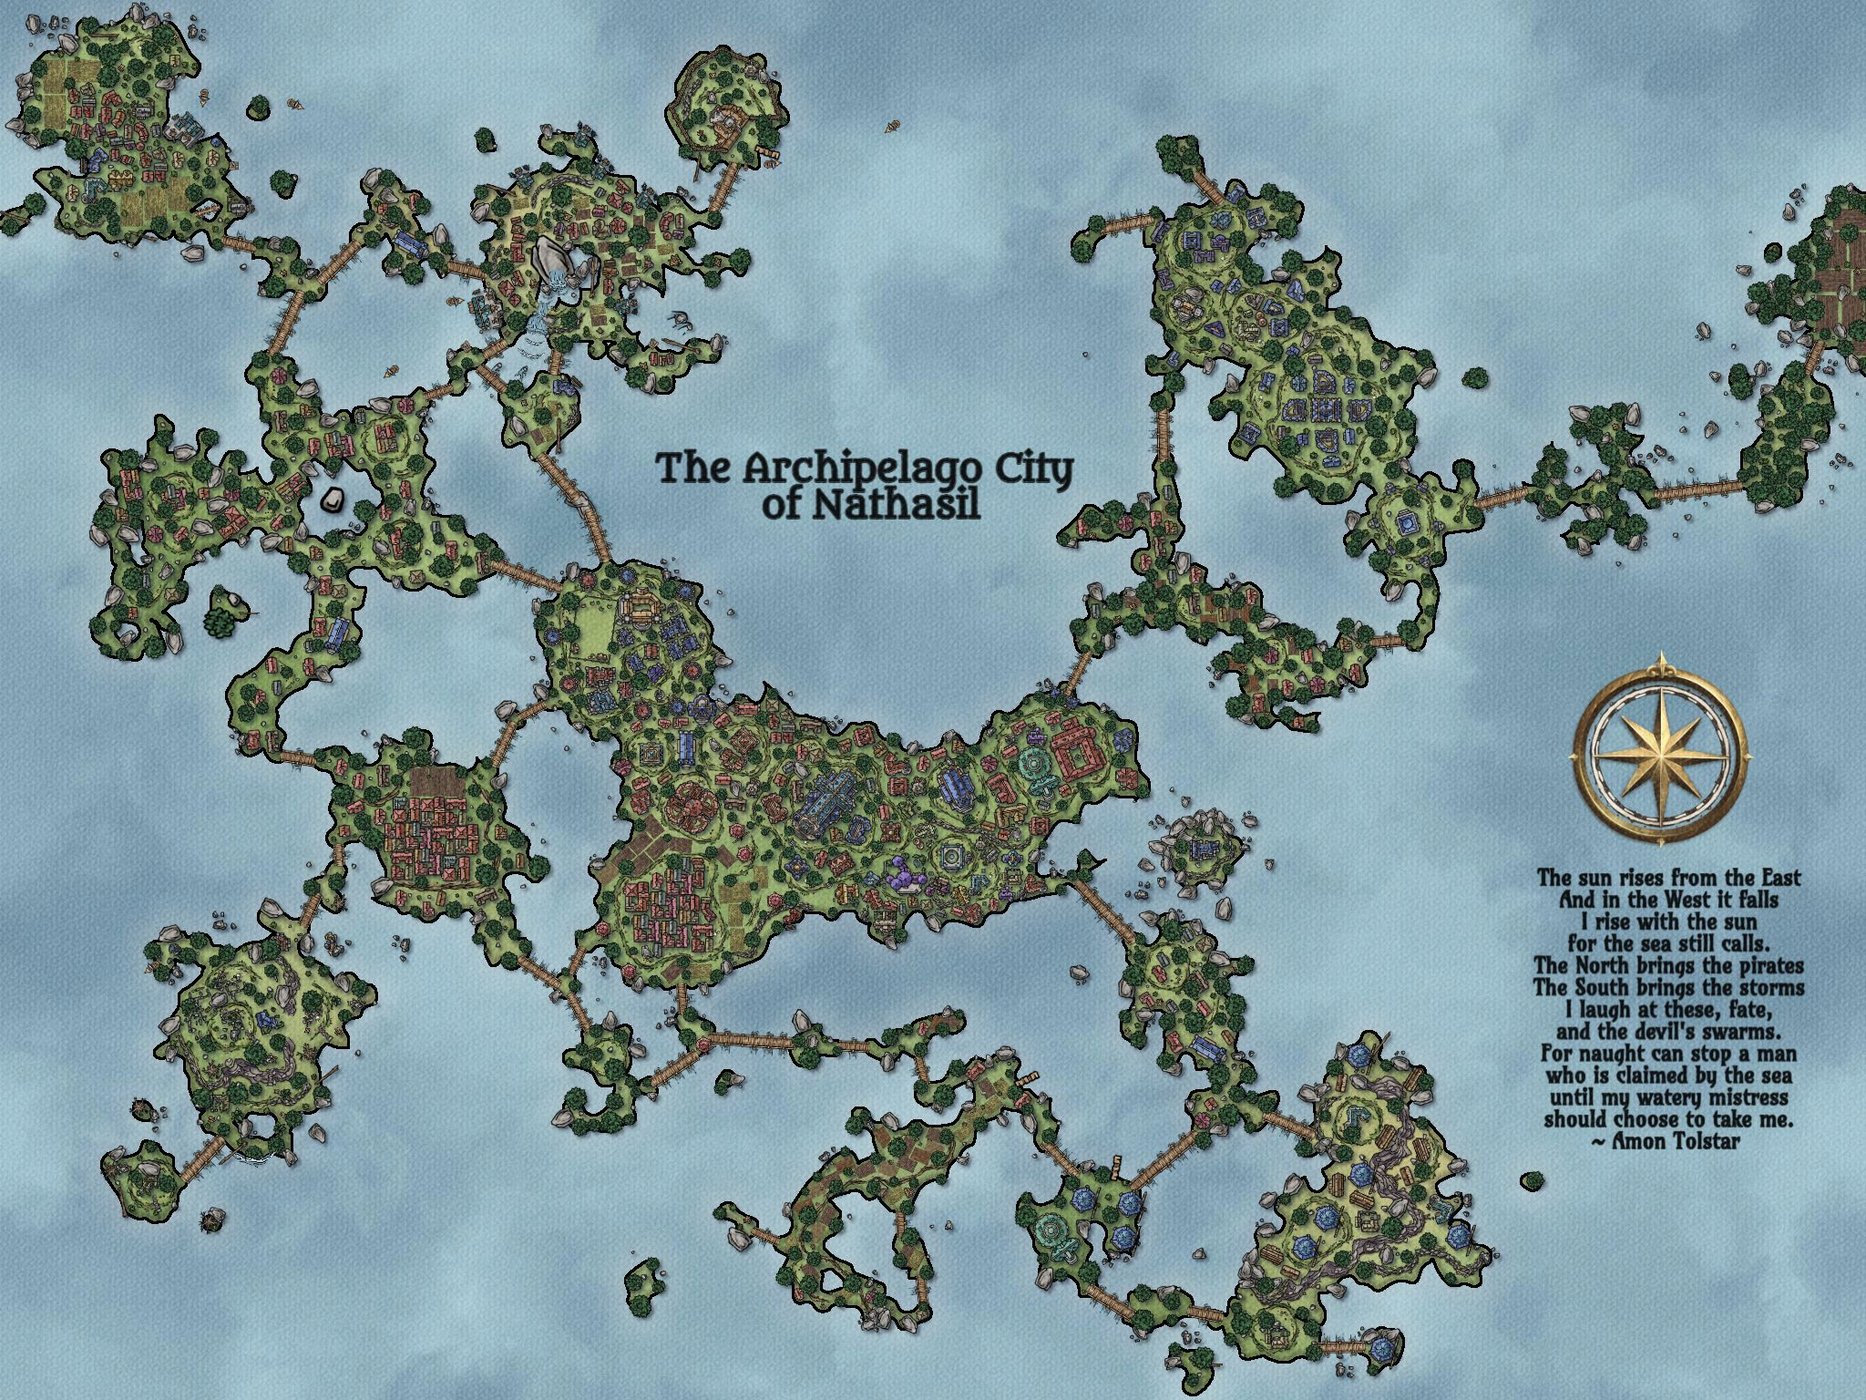 The Archipelago City
of Nathasil
The sun rises from the East
And in the West it falls
I rise with the sun
for the sea still calls.
The North brings the pirates
The South brings the storms
I laugh at these, fate,
and the devil's swarms.
For naught can stop a man
who is claimed by the sea
until my watery mistress
should choose to take me.
~ Amon Tolstar